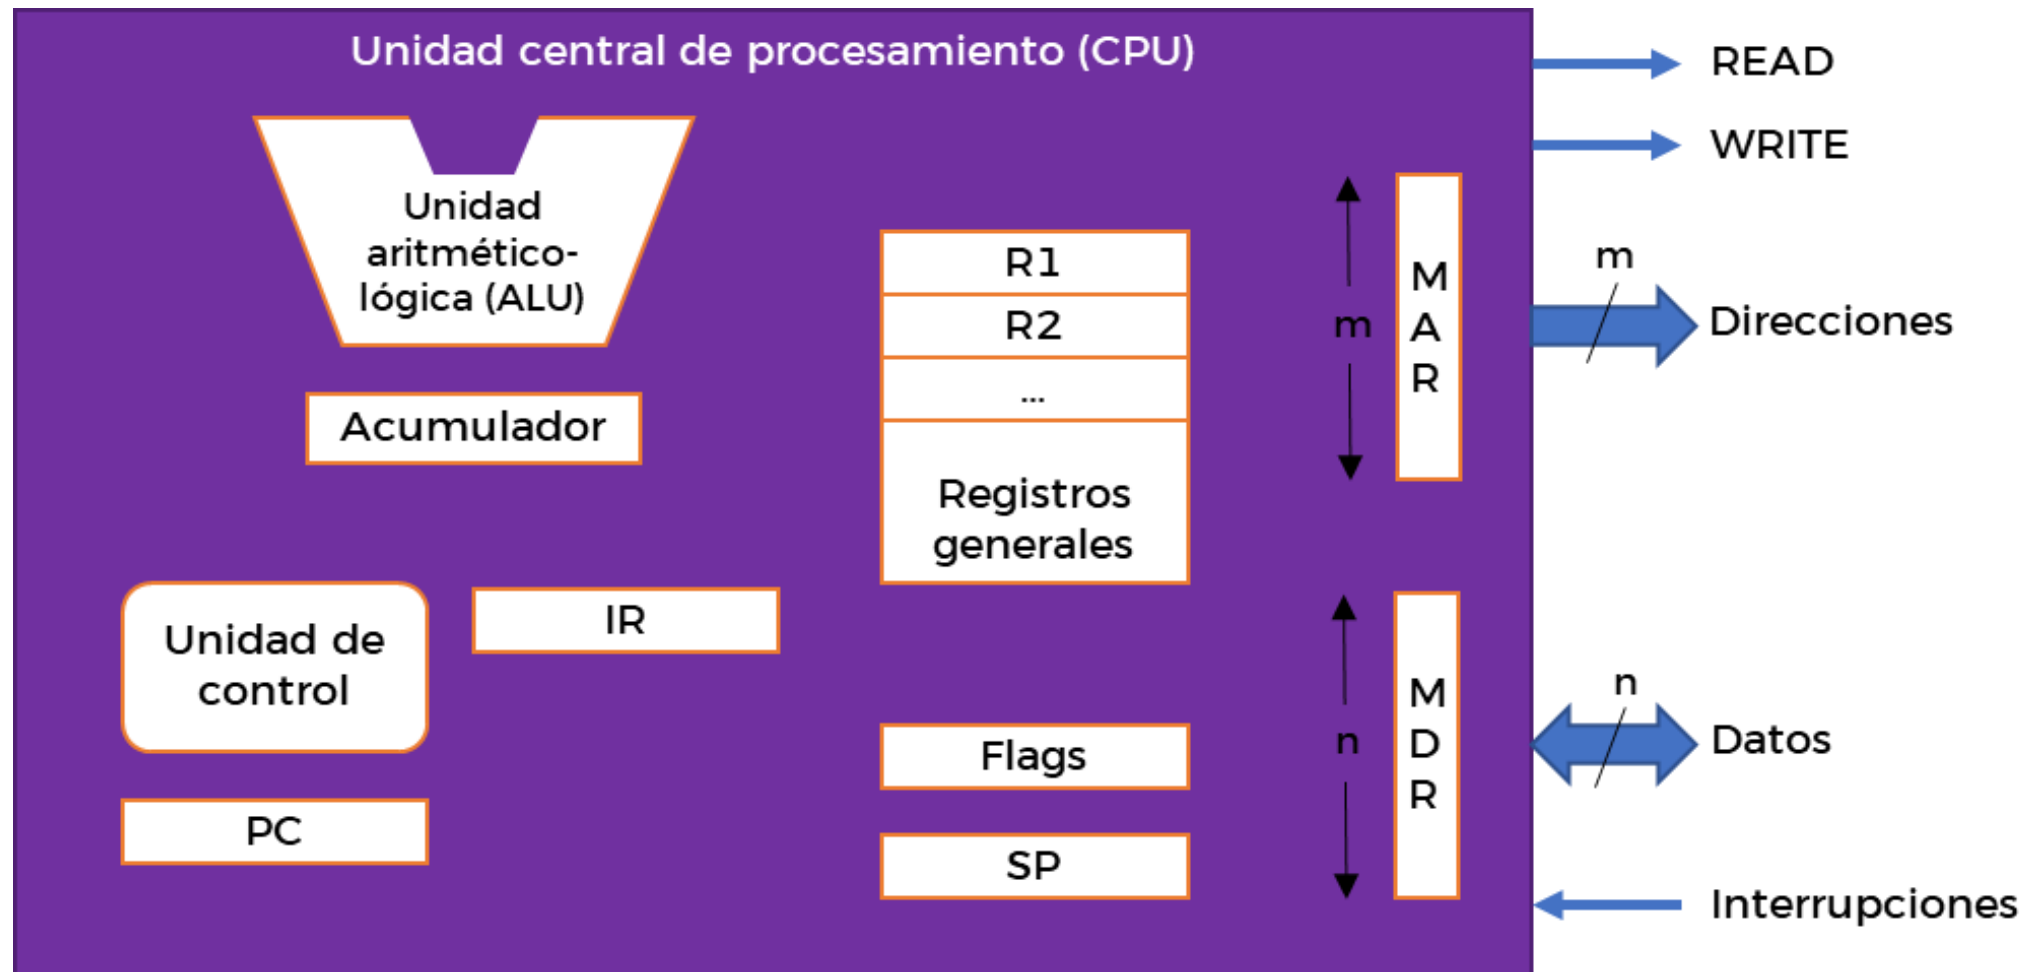 Unidad central de procesamiento (CPU)
Unidad
aritmético-
lógica (ALU)
Acumulador
Unidad de
control
IR
PC
R1
R2
...
Registros
generales
Flags
SP
m
M
A
R
n
M
D
R
READ
WRITE
m
Direcciones
n
Datos
Interrupciones